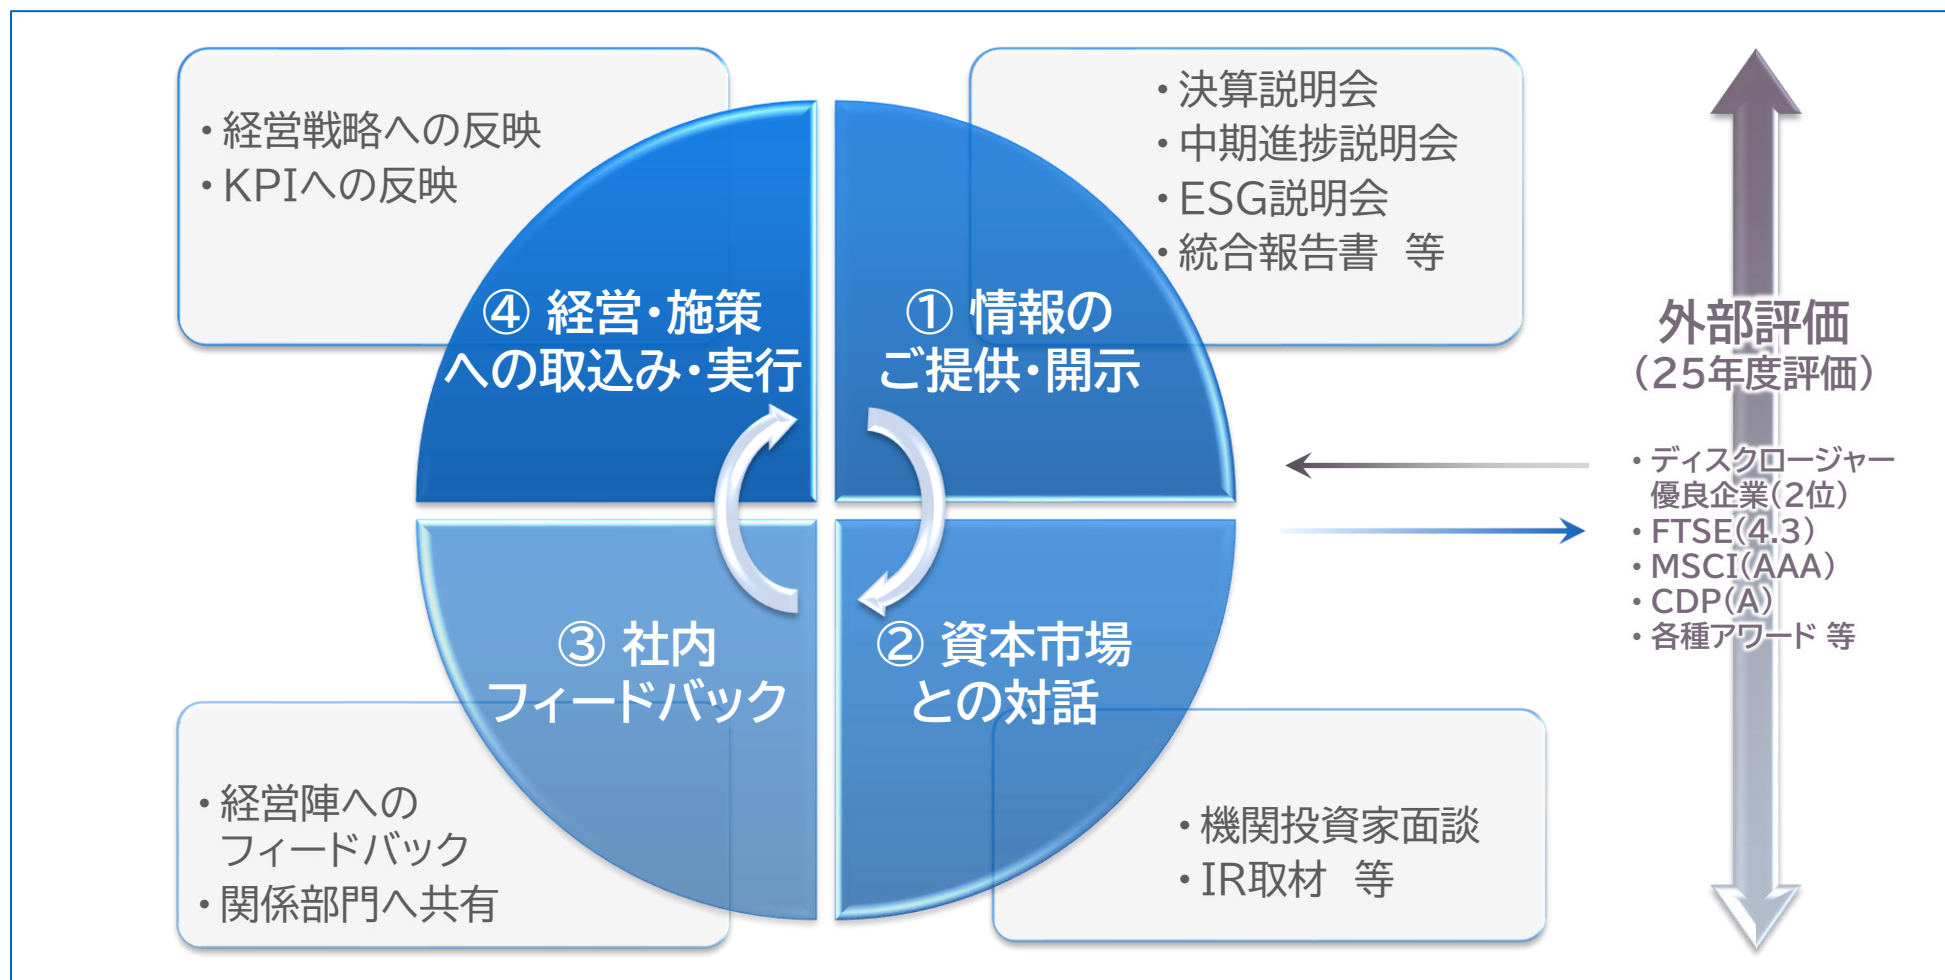 ・経営戦略への反映
・KPIへの反映
・決算説明会
・中期進捗説明会
・ESG説明会
・統合報告書　等
④ 経営・施策
への取込み・実行
① 情報の
ご提供・開示
③ 社内
フィードバック
② 資本市場
との対話
・経営陣への
フィードバック
・関係部門へ共有
・機関投資家面談
・IR取材　等
外部評価
（25年度評価）
・ディスクロージャー
優良企業（2位）
・FTSE（4.3）
・MSCI（AAA）
・CDP（A）
・各種アワード 等